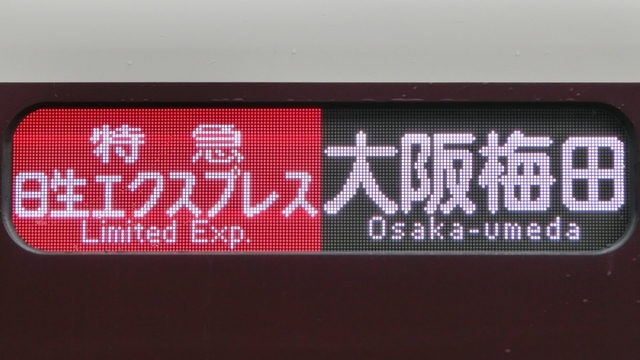 特急
日生エクスプレス
Limited Exp.
大阪梅田
Osaka-umeda